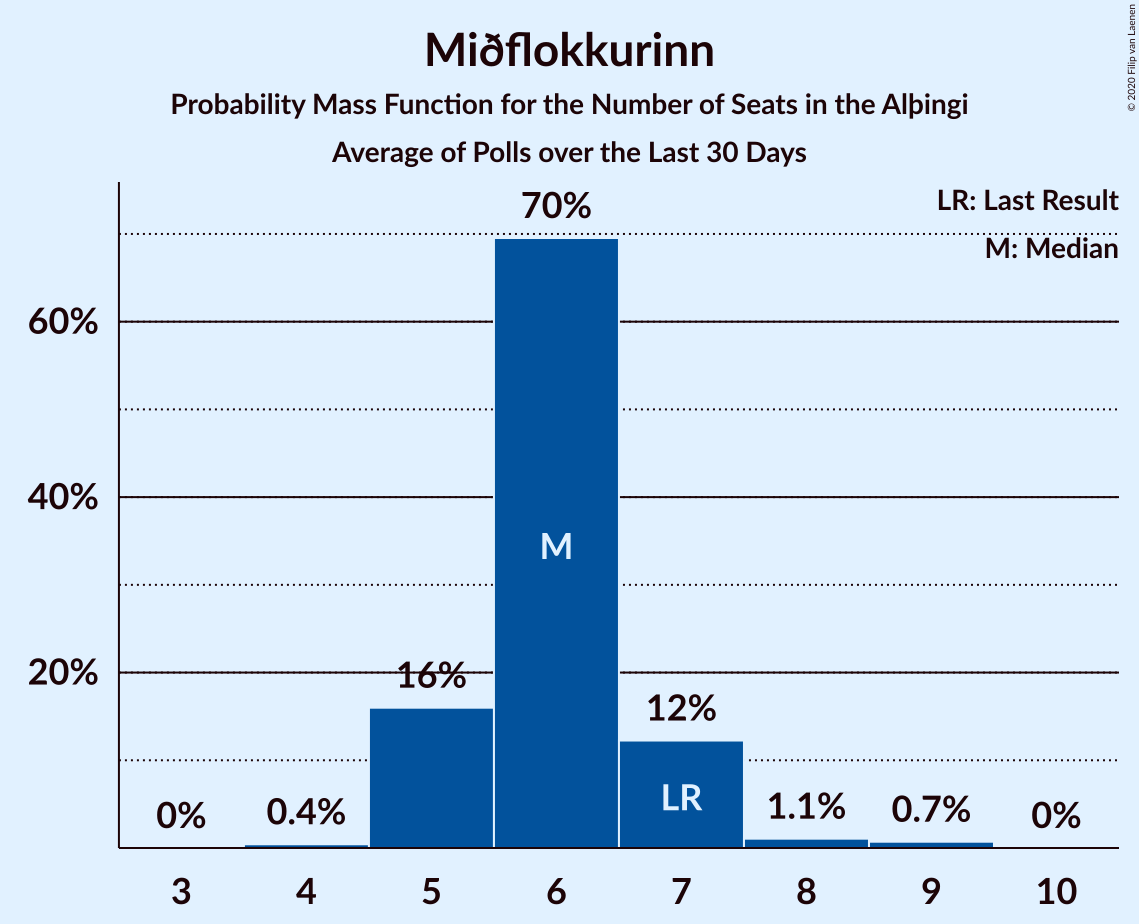 Miðflokkurinn
Probability Mass Function for the Number of Seats in the Alþingi
Average of Polls over the Last 30 Days
© 2020 Filip van Laenen
LR: Last Result
M: Median
70%
60%
40%
20%
M
16%
12%
LR
0%
0.4%
1.1%
0.7%
0%
3 4 5 6 7 8 9 10